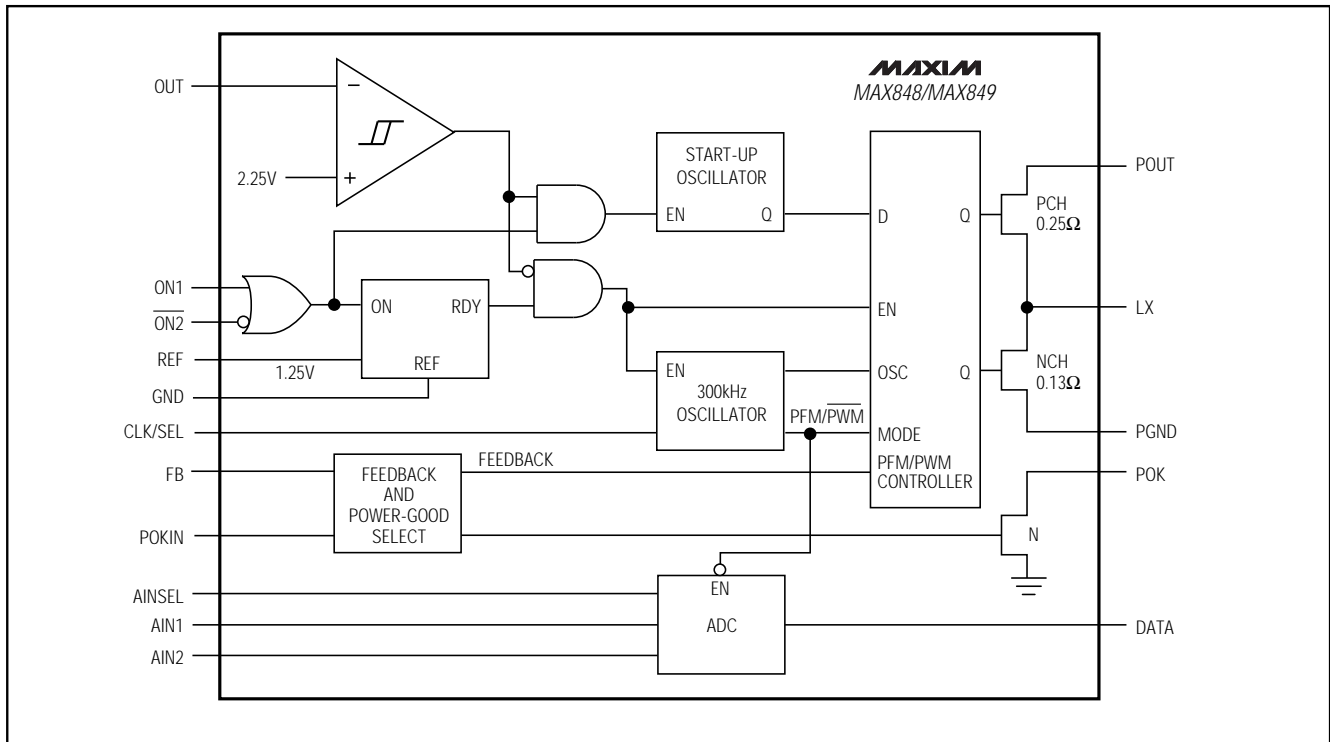 MAXIM
MAX848/MAX849
OUT
−
2.25V
+
START-UP
OSCILLATOR
EN
Q
D
Q
POUT
PCH
0.25Ω
ON1
ON2
ON
RDY
EN
LX
REF
1.25V
REF
GND
EN
300kHz
OSCILLATOR
OSC
Q
NCH
0.13Ω
CLK/SEL
PFM/PWM
MODE
PGND
FB
FEEDBACK
AND
POWER-GOOD
SELECT
FEEDBACK
PFM/PWM
CONTROLLER
POK
POKIN
N
AINSEL
AIN1
AIN2
EN
ADC
DATA